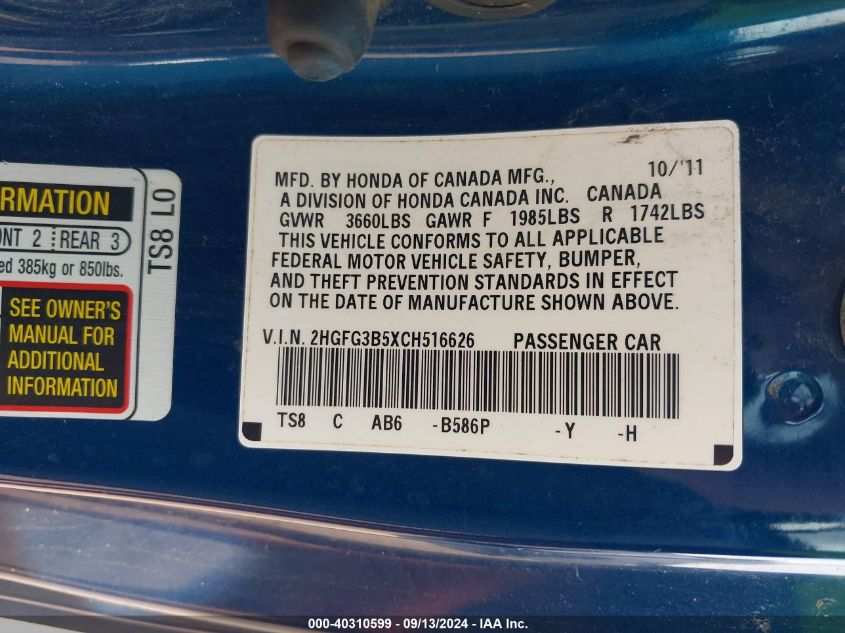 RMATION
ONT 2 REAR 3
ed 385kg or 850lbs.
SEE OWNER'S
MANUAL FOR
ADDITIONAL
INFORMATION
TS8 LO
MFD. BY HONDA OF CANADA MFG., 10/'11
A DIVISION OF HONDA CANADA INC. CANADA
GVWR 3660LBS GAWR F 1985LBS R 1742LBS
THIS VEHICLE CONFORMS TO ALL APPLICABLE
FEDERAL MOTOR VEHICLE SAFETY, BUMPER,
AND THEFT PREVENTION STANDARDS IN EFFECT
ON THE DATE OF MANUFACTURE SHOWN ABOVE.
V.I.N. 2HGFG3B5XCH516626 PASSENGER CAR
TS8 C AB6 -B586P -Y -H
000-40310599 - 09/13/2024 - IAA Inc.